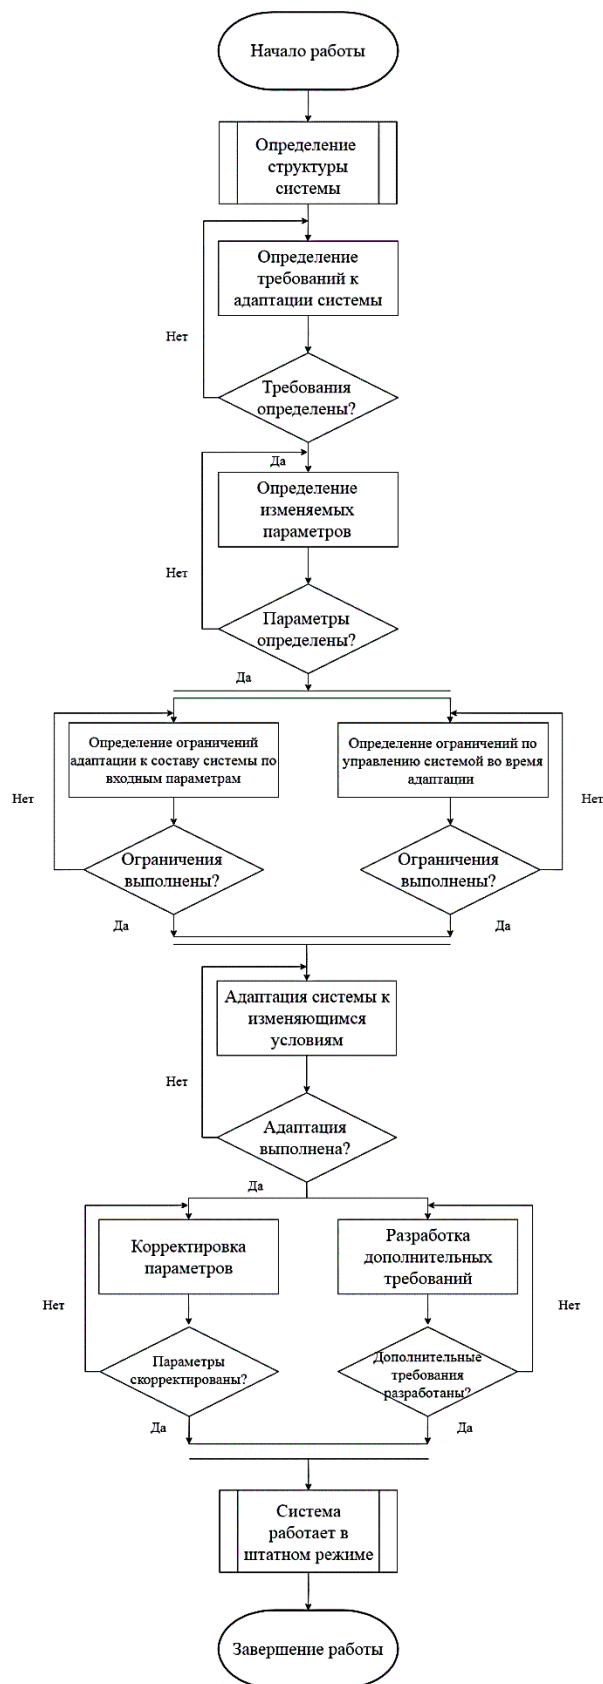 Начало работы
Определение
структуры
системы
Определение
требований к
адаптации системы
Нет
Требования
определены?
Да
Определение
изменяемых
параметров
Нет
Параметры
определены?
Да
Определение ограничений
адаптации к составу системы по
входным параметрам
Определение ограничений по
управлению системой во время
адаптации
Нет
Нет
Ограничения
выполнены?
Ограничения
выполнены?
Да
Да
Адаптация системы к
изменяющимся
условиям
Нет
Адаптация
выполнена?
Да
Корректировка
параметров
Разработка
дополнительных
требований
Нет
Нет
Параметры
скорректированы?
Дополнительные
требования
разработаны?
Да
Да
Система
работает в
штатном режиме
Завершение работы